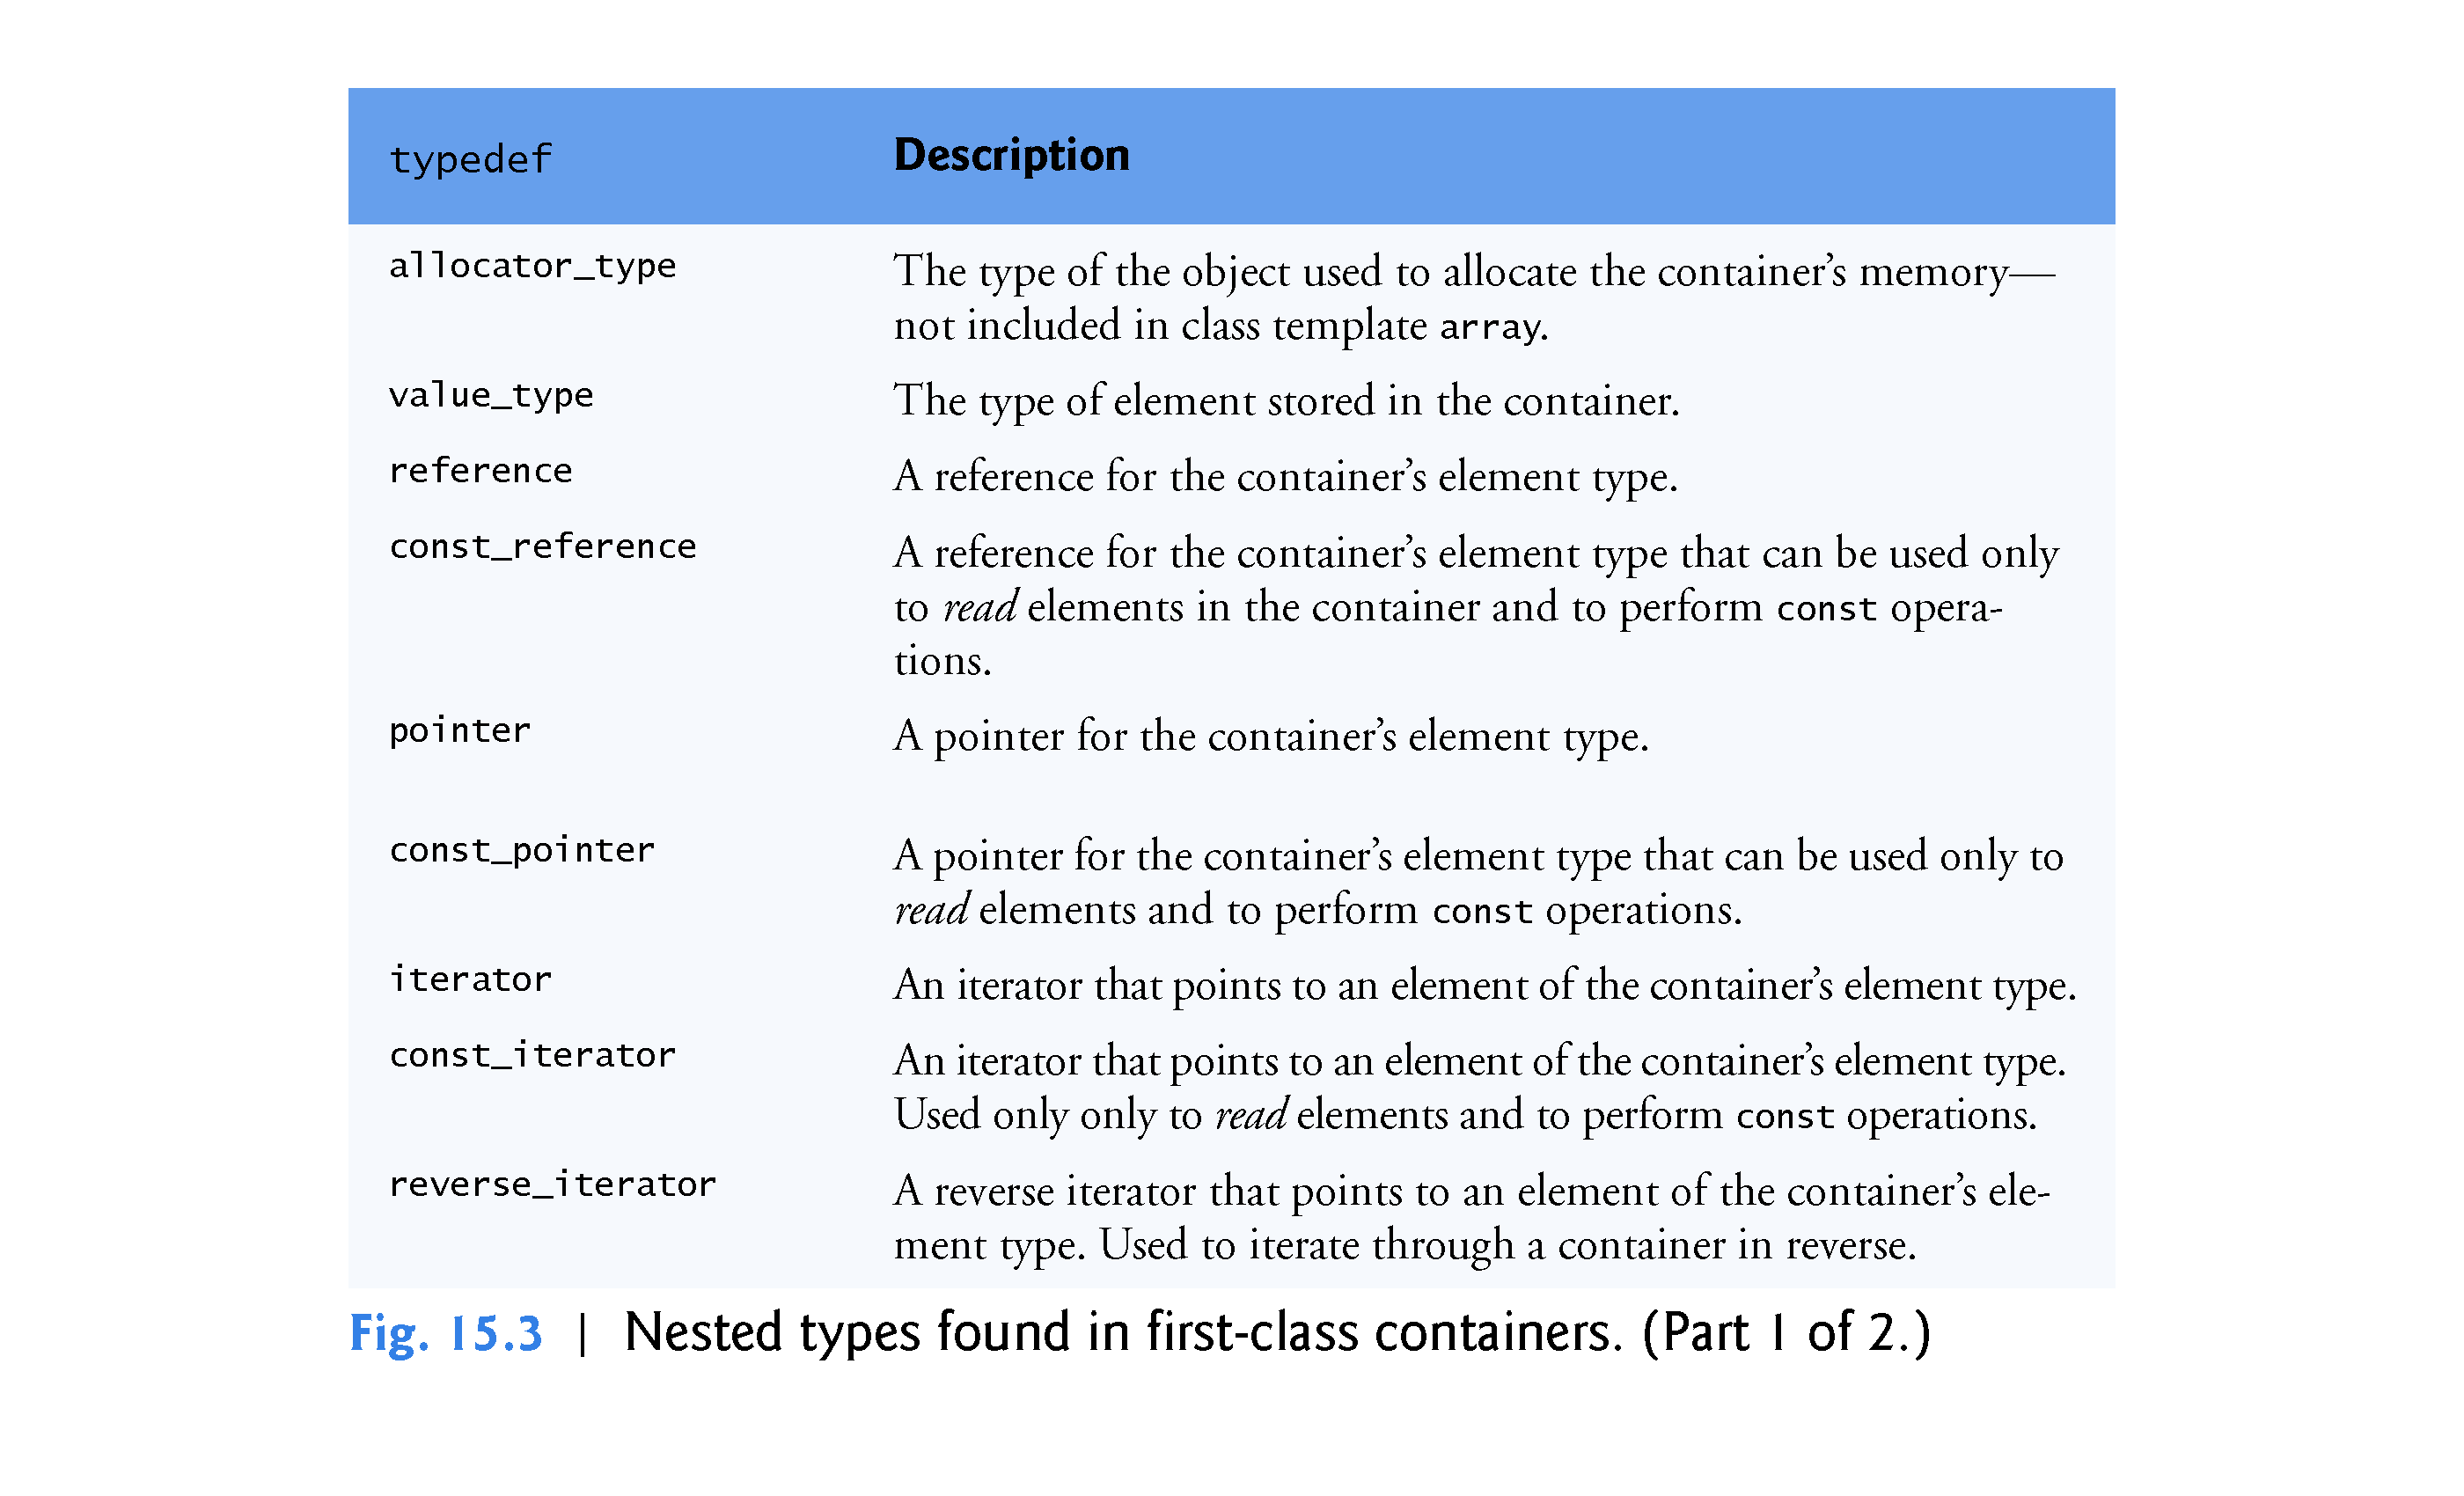 typedef Description
allocator_type The type of the object used to allocate the container’s memory—
not included in class template array.
value_type The type of element stored in the container.
reference A reference for the container’s element type.
const_reference A reference for the container’s element type that can be used only
to read elements in the container and to perform const opera-
tions.
pointer A pointer for the container’s element type.
const_pointer A pointer for the container’s element type that can be used only to
read elements and to perform const operations.
iterator An iterator that points to an element of the container’s element type.
const_iterator An iterator that points to an element of the container’s element type.
Used only only to read elements and to perform const operations.
reverse_iterator A reverse iterator that points to an element of the container’s ele-
ment type. Used to iterate through a container in reverse.
Fig. 15.3 | Nested types found in first-class containers. (Part 1 of 2.)